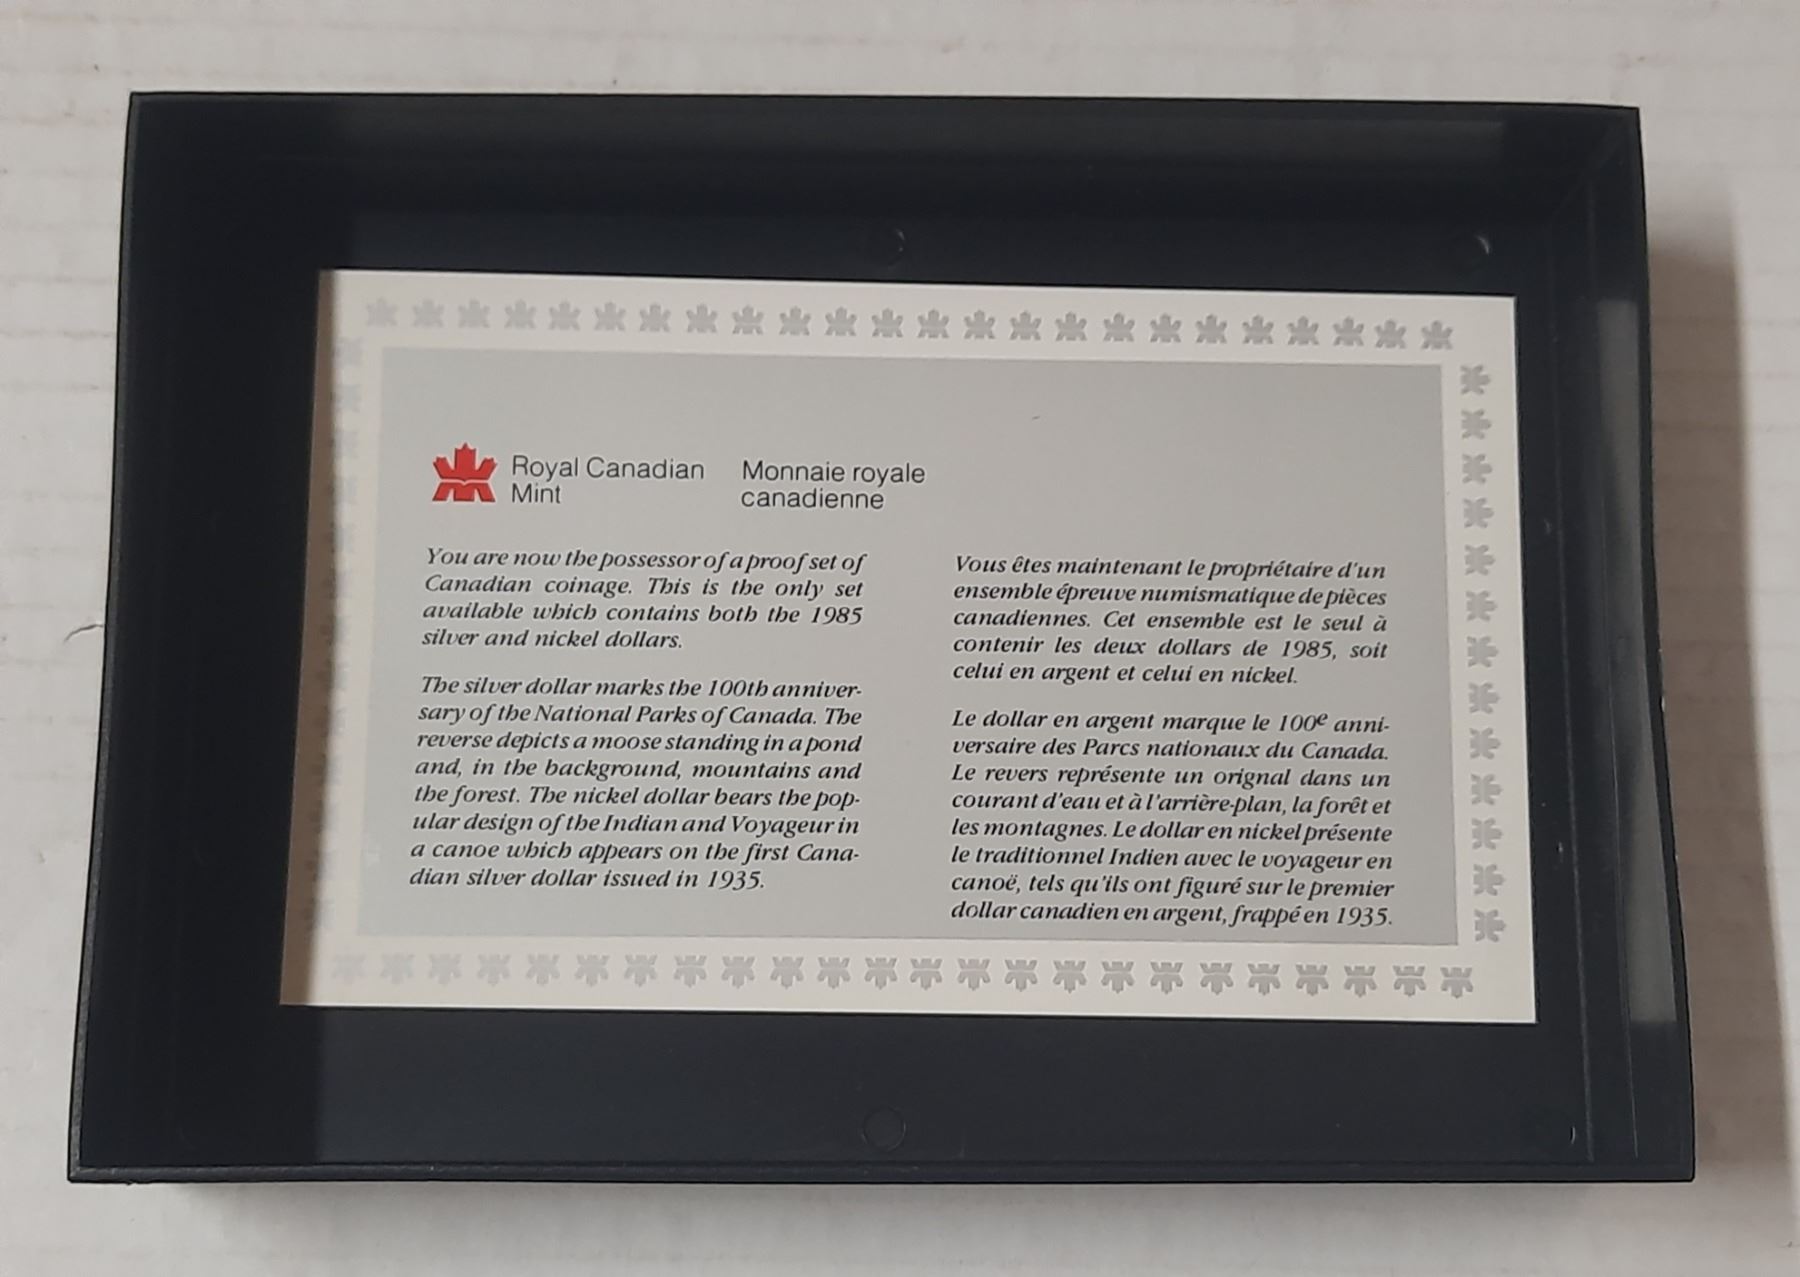 Royal Canadian
Mint
Monnaie royale
canadienne
You are now the possessor of a proof set of
Canadian coinage. This is the only set
available which contains both the 1985
silver and nickel dollars.
The silver dollar marks the 100th anniver-
sary of the National Parks of Canada. The
reverse depicts a moose standing in a pond
and, in the background, mountains and
the forest. The nickel dollar bears the pop-
ular design of the Indian and Voyageur in
a canoe which appears on the first Cana-
dian silver dollar issued in 1935.
Vous êtes maintenant le propriétaire d'un
ensemble épreuve numismatique de pièces
canadiennes. Cet ensemble est le seul à
contenir les deux dollars de 1985, soit
celui en argent et celui en nickel.
Le dollar en argent marque le 100e anni-
versaire des Parcs nationaux du Canada.
Le revers représente un orignal dans un
courant d'eau et à l'arrière-plan, la forêt et
les montagnes. Le dollar en nickel présente
le traditionnel Indien avec le voyageur en
canoë, tels qu'ils ont figuré sur le premier
dollar canadien en argent, frappé en 1935.